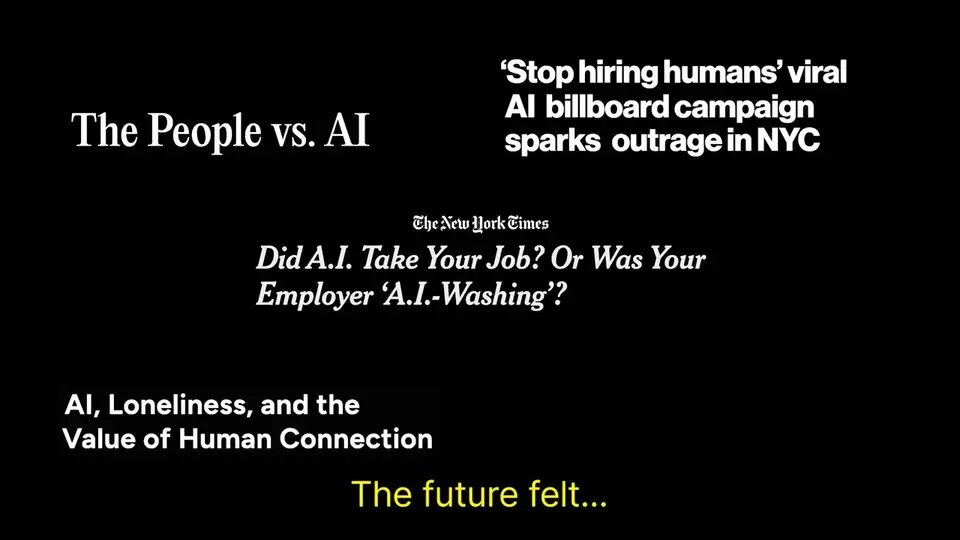 The People vs. AI
‘Stop hiring humans’ viral
AI billboard campaign
sparks outrage in NYC
The New York Times
Did A.I. Take Your Job? Or Was Your
Employer ‘A.I.-Washing’?
AI, Loneliness, and the
Value of Human Connection
The future felt...